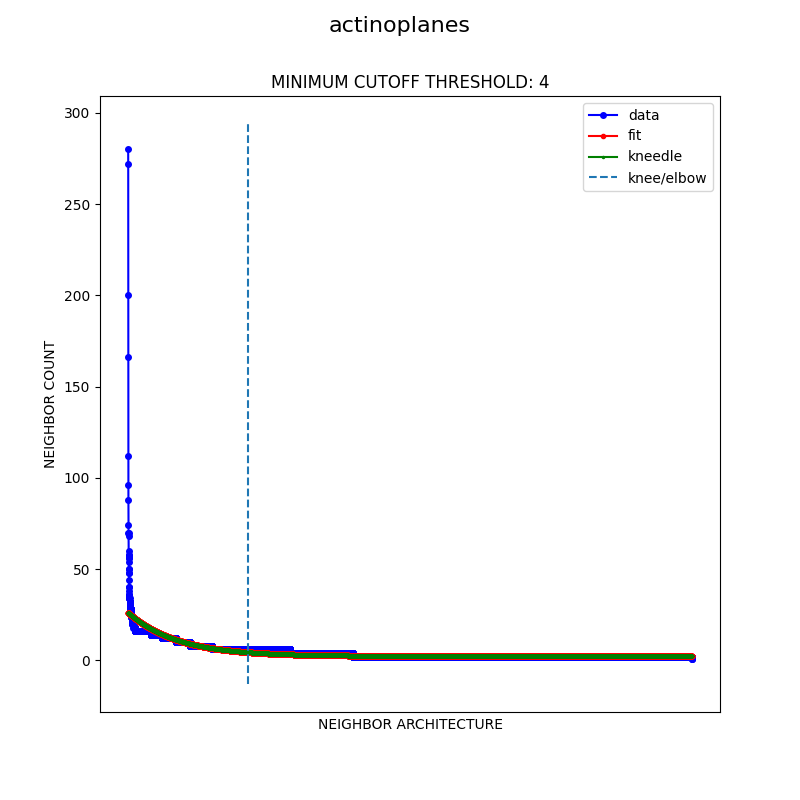 actinoplanes
MINIMUM CUTOFF THRESHOLD: 4
300
250
200
150
100
50
0
NEIGHBOR COUNT
NEIGHBOR ARCHITECTURE
data
fit
kneedle
knee/elbow